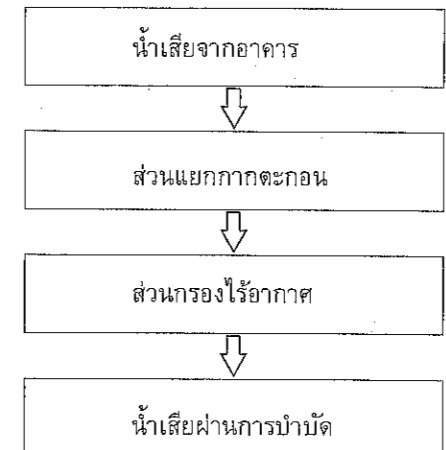 น้ำเสียจากอาคาร
ส่วนแยกกากตะกอน
ส่วนกรองไร้อากาศ
น้ำเสียผ่านการบำบัด